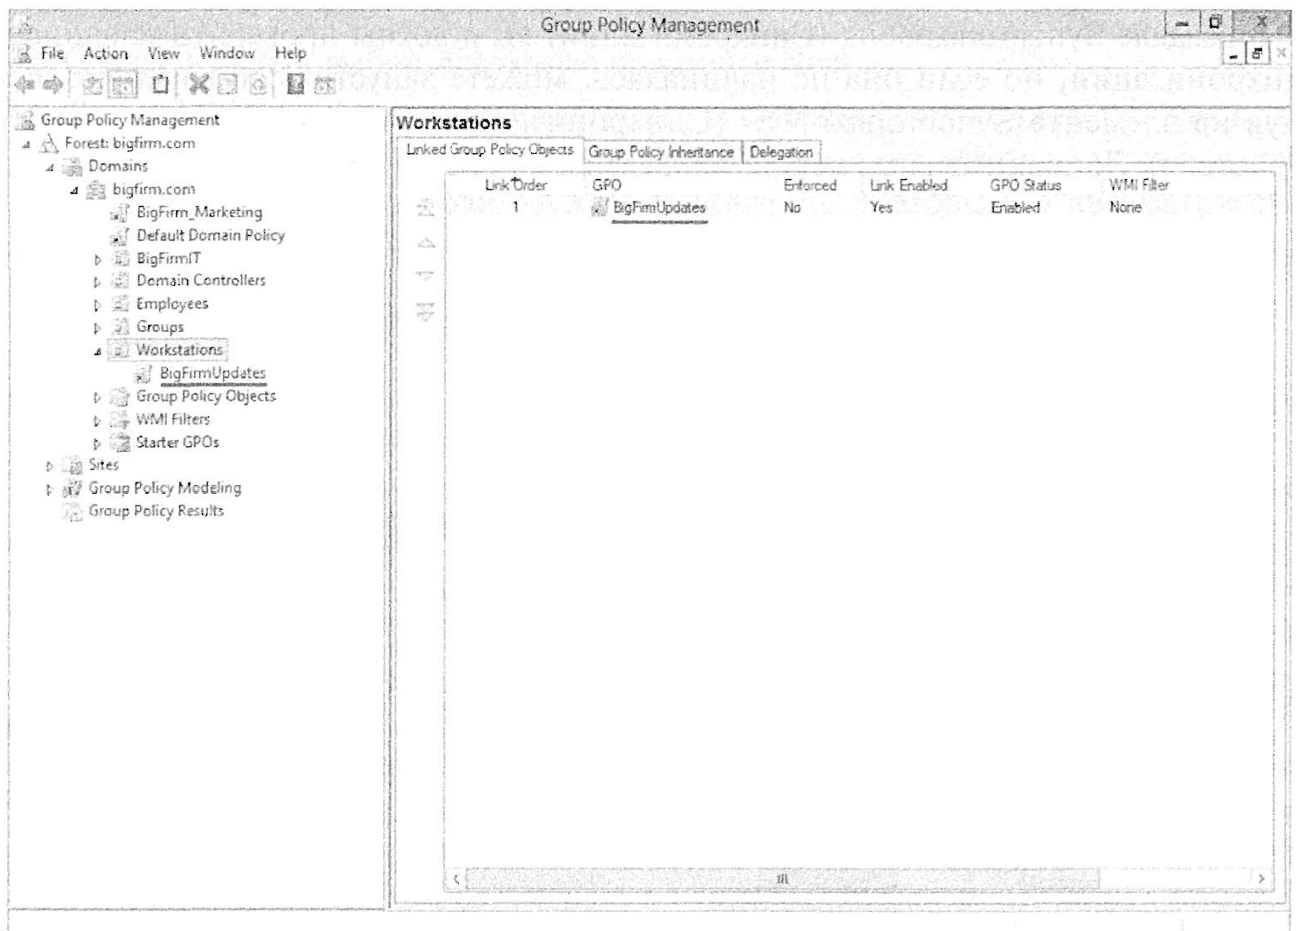 Group Policy Management
File Action View Window Help
Group Policy Management
Forest: bigfirm.com
Domains
bigfirm.com
BigFirm_Marketing
Default Domain Policy
BigFirmIT
Domain Controllers
Employees
Groups
Workstations
BigFirmUpdates
Group Policy Objects
WMI Filters
Starter GPOs
Sites
Group Policy Modeling
Group Policy Results
Workstations
Linked Group Policy Objects Group Policy Inheritance Delegation
Link Order GPO Enforced Link Enabled GPO Status WMI Filter
1 BigFirmUpdates No Yes Enabled None